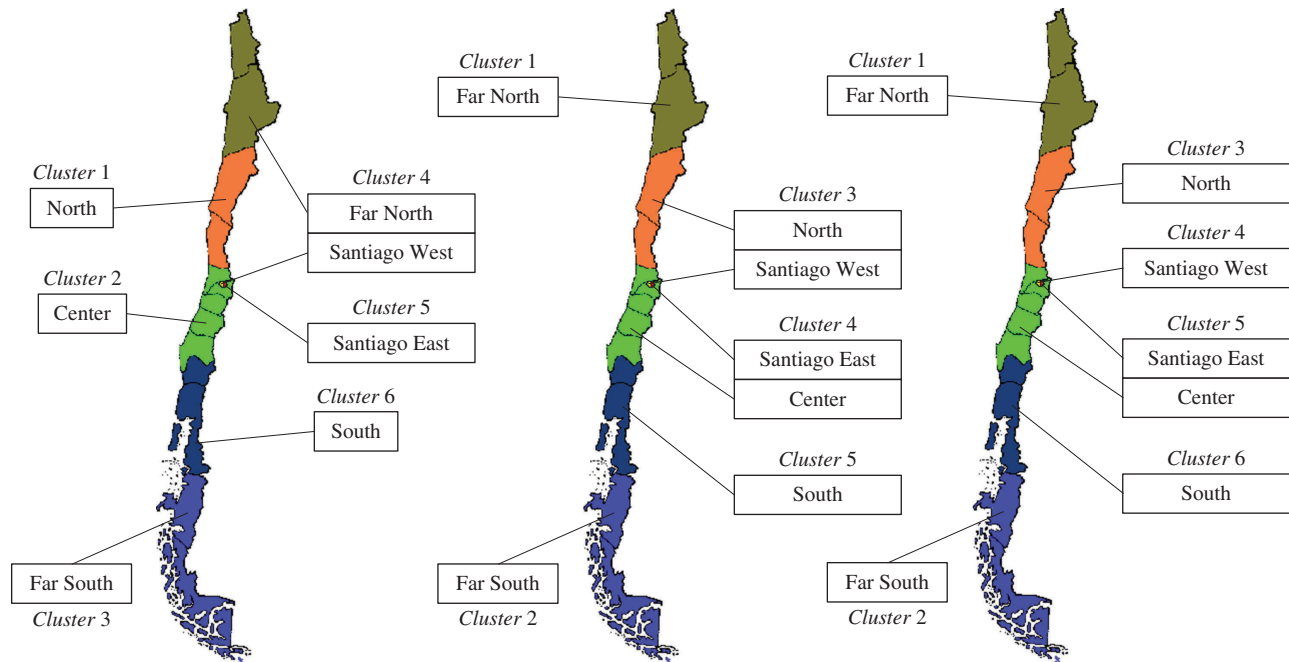 Cluster 1
North
Cluster 2
Center
Far South
Cluster 3
Cluster 4
Far North
Santiago West
Cluster 5
Santiago East
Cluster 6
South
Cluster 1
Far North
Cluster 3
North
Santiago West
Cluster 4
Santiago East
Center
Cluster 5
South
Far South
Cluster 2
Cluster 1
Far North
Cluster 3
North
Cluster 4
Santiago West
Cluster 5
Santiago East
Center
Cluster 6
South
Far South
Cluster 2